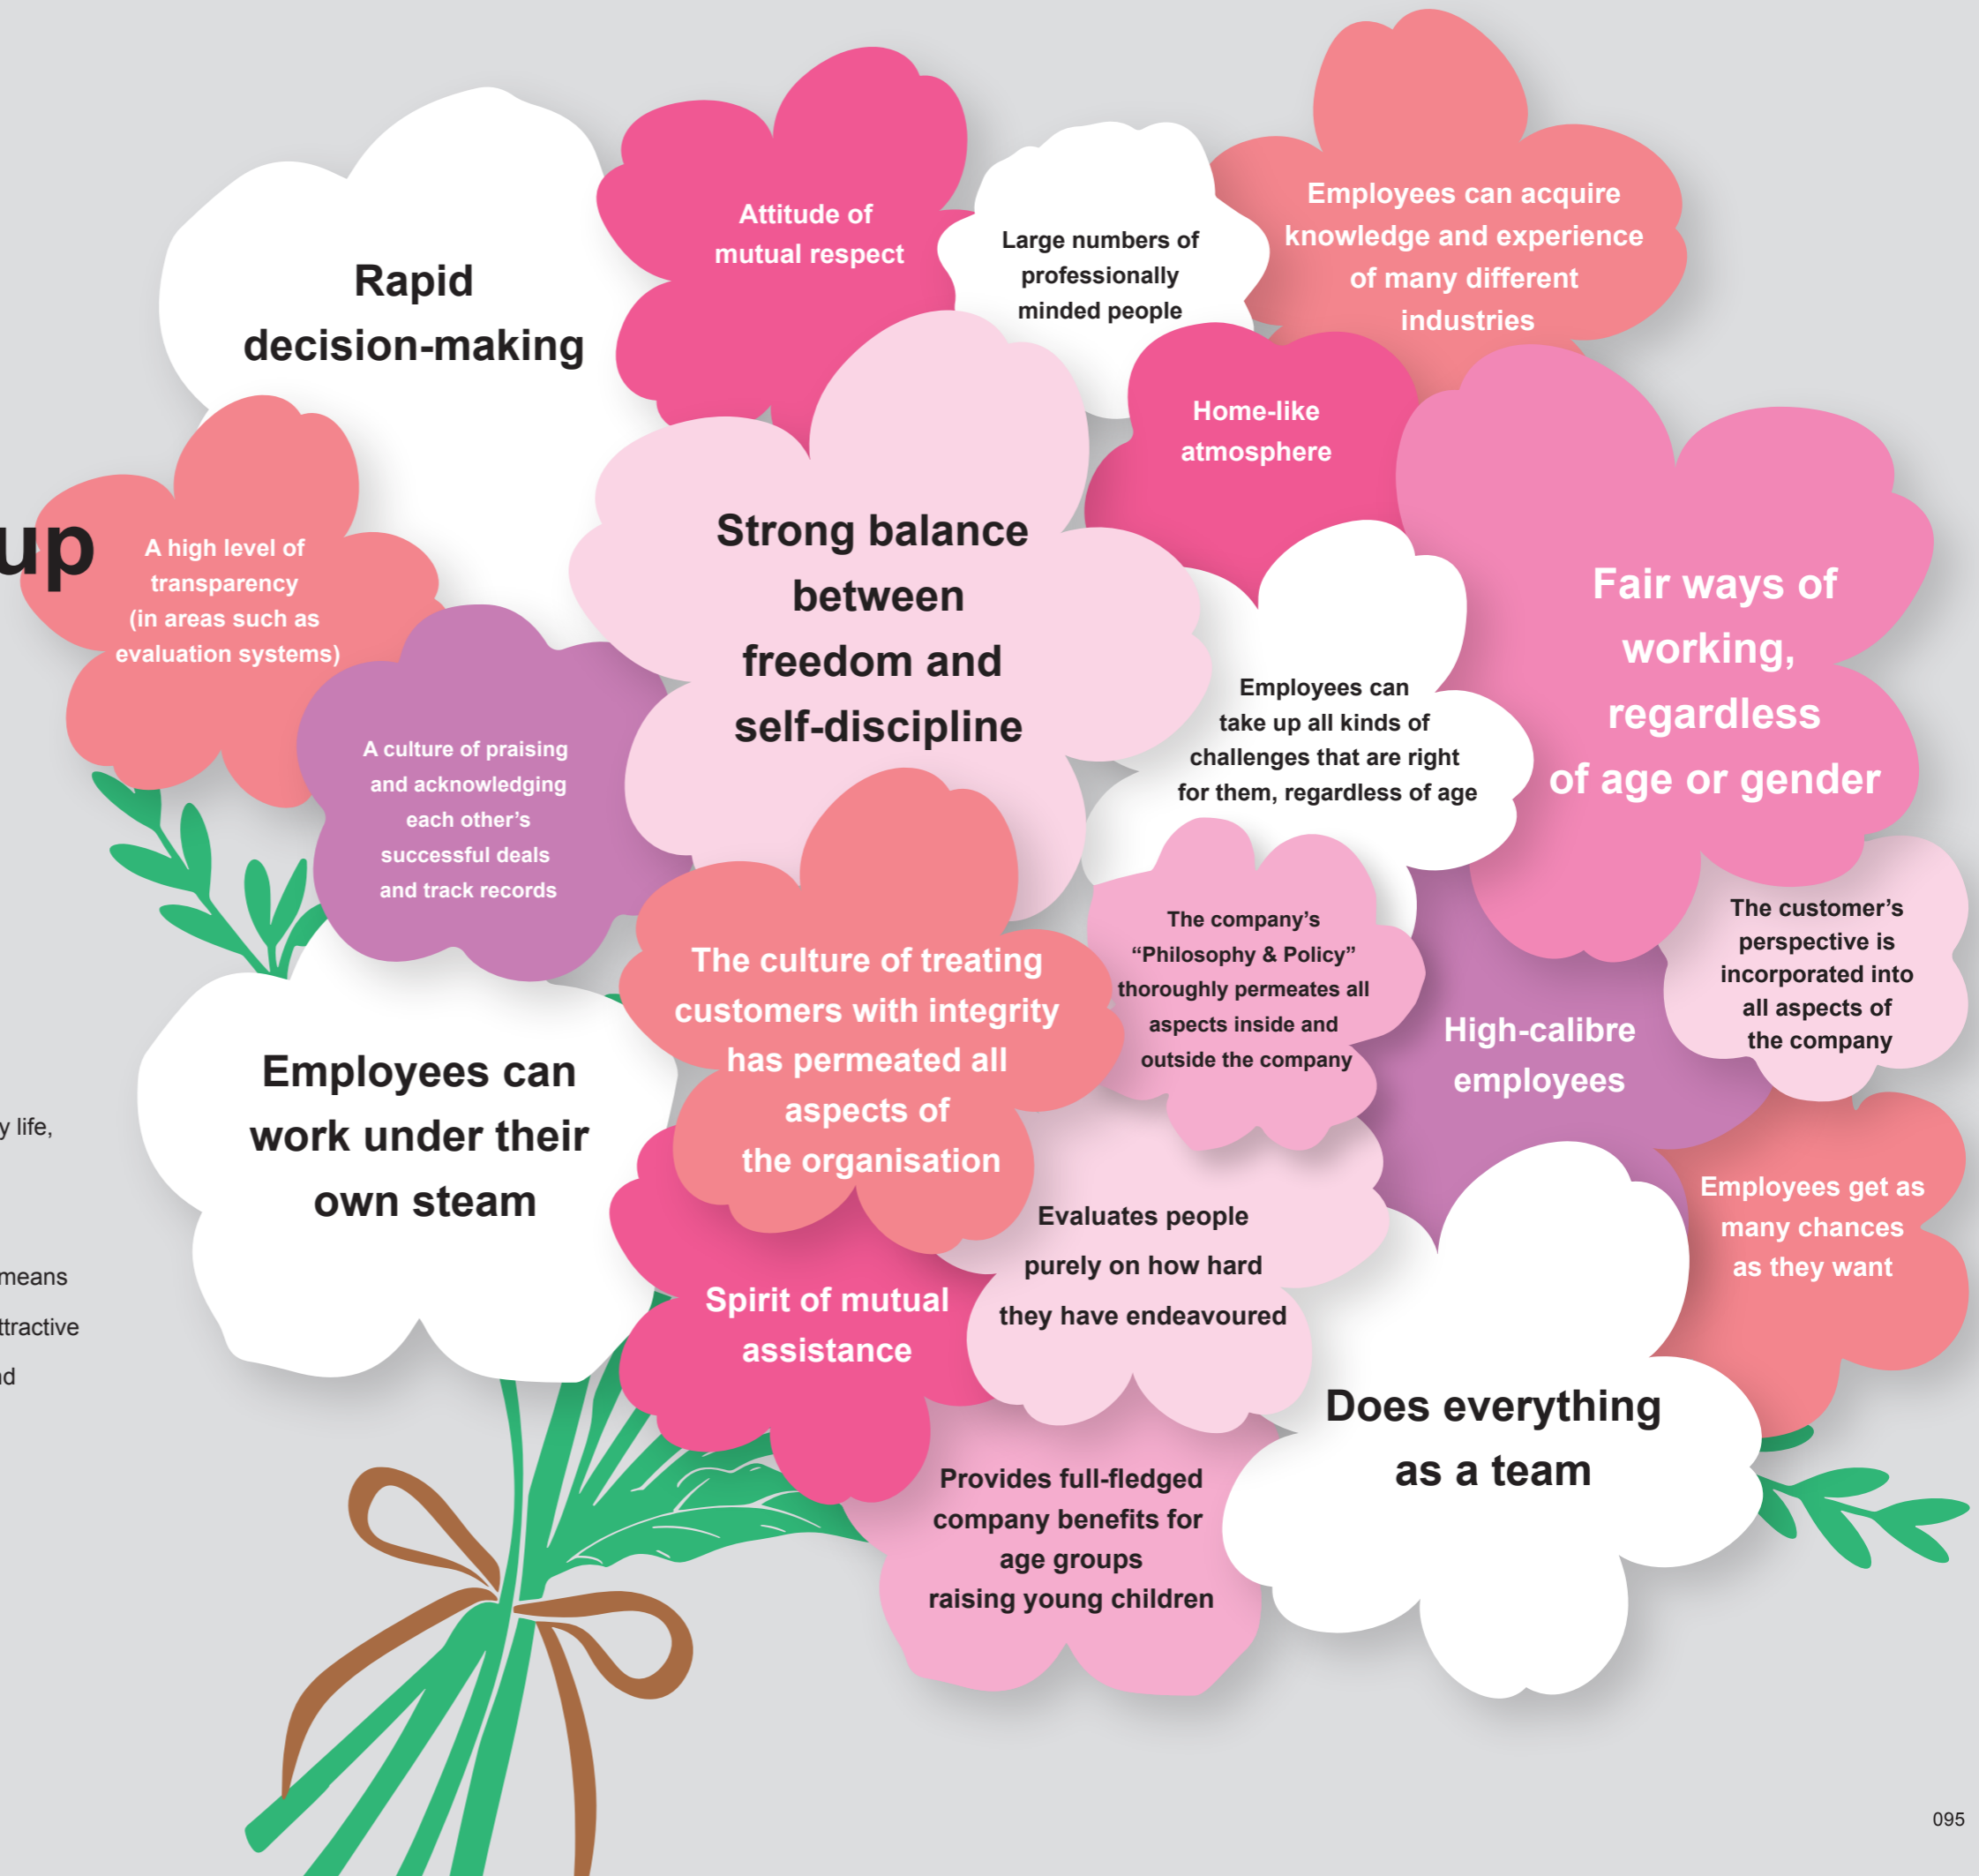 up
y life,
means
ttractive
nd
Rapid
decision-making
Attitude of
mutual respect
Large numbers of
professionally
minded people
Employees can acquire
knowledge and experience
of many different
industries
Home-like
atmosphere
A high level of
transparency
(in areas such as
evaluation systems)
Strong balance
between
freedom and
self-discipline
Fair ways of
working,
regardless
of age or gender
Employees can
take up all kinds of
challenges that are right
for them, regardless of age
A culture of praising
and acknowledging
each other’s
successful deals
and track records
The culture of treating
customers with integrity
has permeated all
aspects of
the organisation
The company’s
“Philosophy & Policy”
thoroughly permeates all
aspects inside and
outside the company
High-calibre
employees
The customer’s
perspective is
incorporated into
all aspects of
the company
Employees can
work under their
own steam
Employees get as
many chances
as they want
Evaluates people
purely on how hard
they have endeavoured
Spirit of mutual
assistance
Does everything
as a team
Provides full-fledged
company benefits for
age groups
raising young children
095